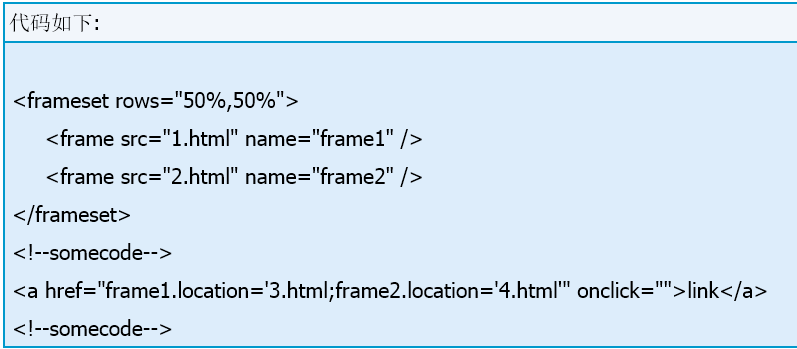 代码如下:
<frameset rows="50%,50%">
<frame src="1.html" name="frame1" />
<frame src="2.html" name="frame2" />
</frameset>
<!--somecode-->
<a href="frame1.location='3.html;frame2.location='4.html'" onclick="">link</a>
<!--somecode-->